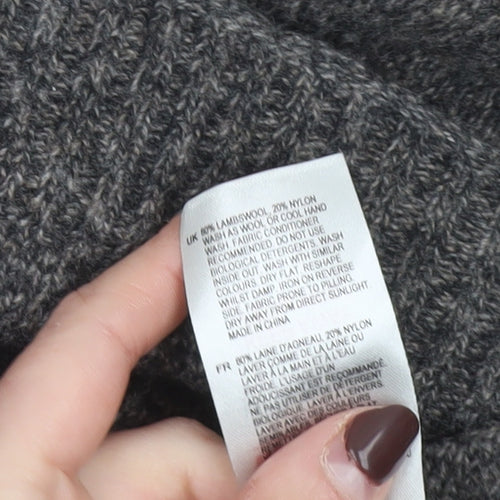 UK 80% LAMBSWOOL, 20% NYLON
WASH AS WOOL OR COOL HAND
WASH. FABRIC CONDITIONER
RECOMMENDED. DO NOT USE
BIOLOGICAL DETERGENTS. WASH
INSIDE OUT. WASH WITH SIMILAR
COLOURS. DRY FLAT. RESHAPE
WHILST DAMP. IRON ON REVERSE
SIDE. FABRIC PRONE TO PILLING.
DRY AWAY FROM DIRECT SUNLIGHT.
MADE IN CHINA
FR 80% LAINE D'AGNEAU, 20% NYLON
LAVER COMME DE LA LAINE OU
LAVER À LA MAIN ET À L'EAU
FROIDE. L'USAGE D'UN
ADOUCISSANT EST RECOMMANDÉ.
NE PAS UTILISER DE DÉTERGENT
BIOLOGIQUE. LAVER À L'ENVERS.
LAVER AVEC DES COULEURS